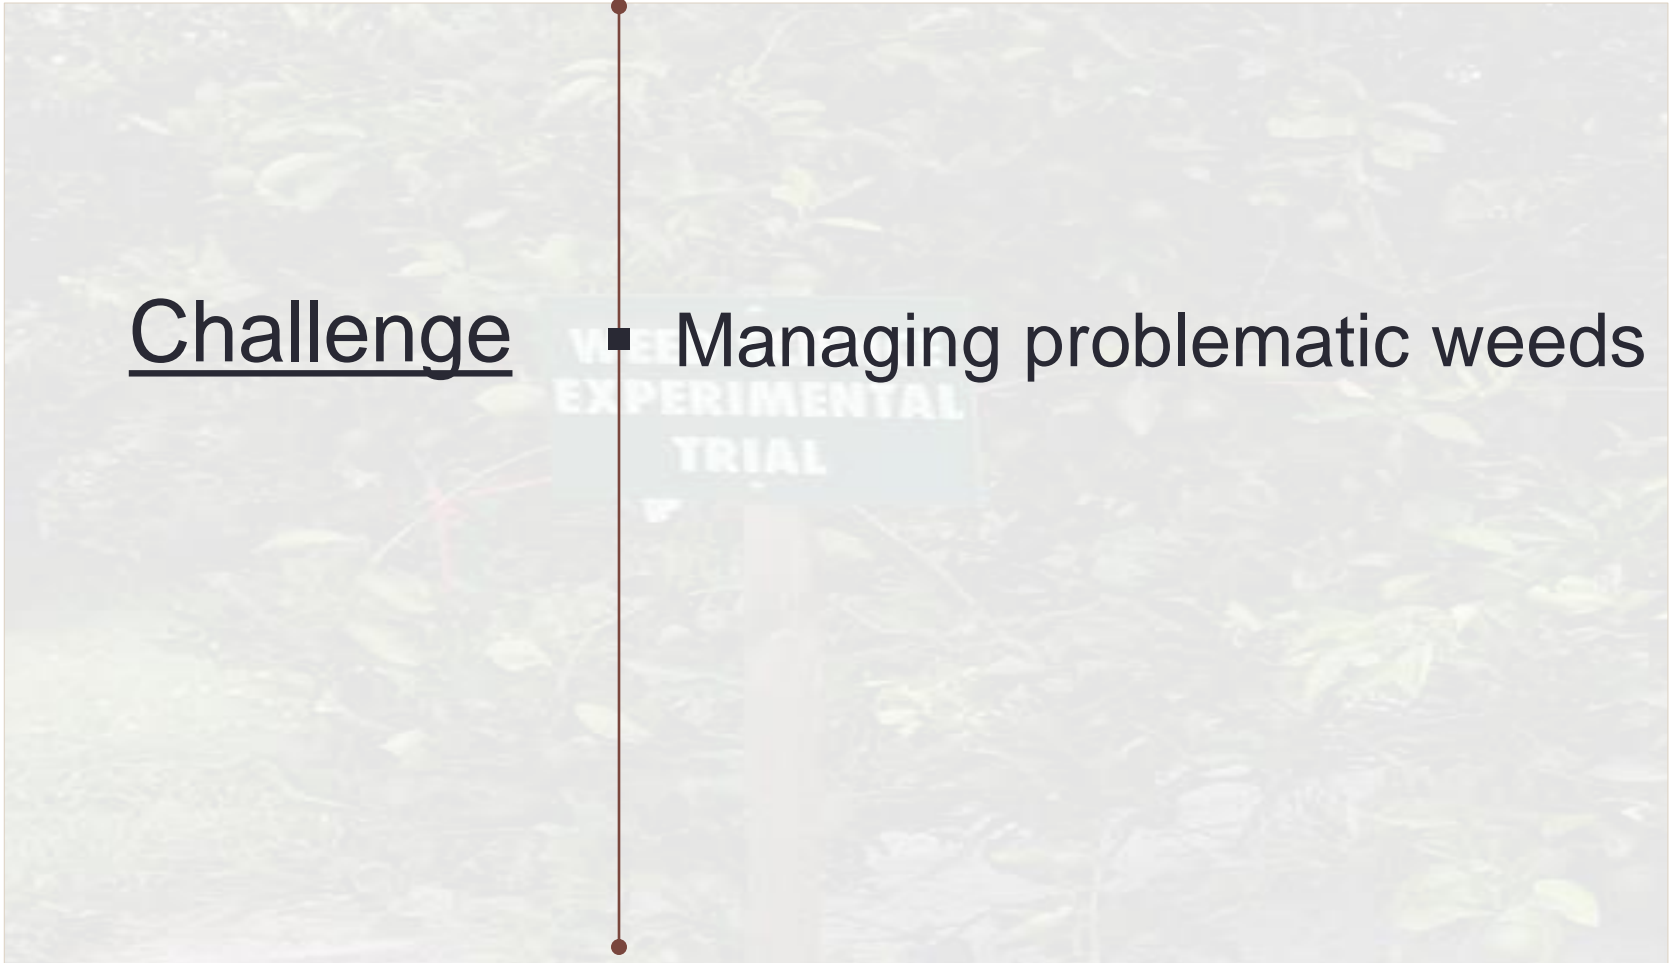 Challenge
▪ Managing problematic weeds
EXPERIMENTAL
TRIAL